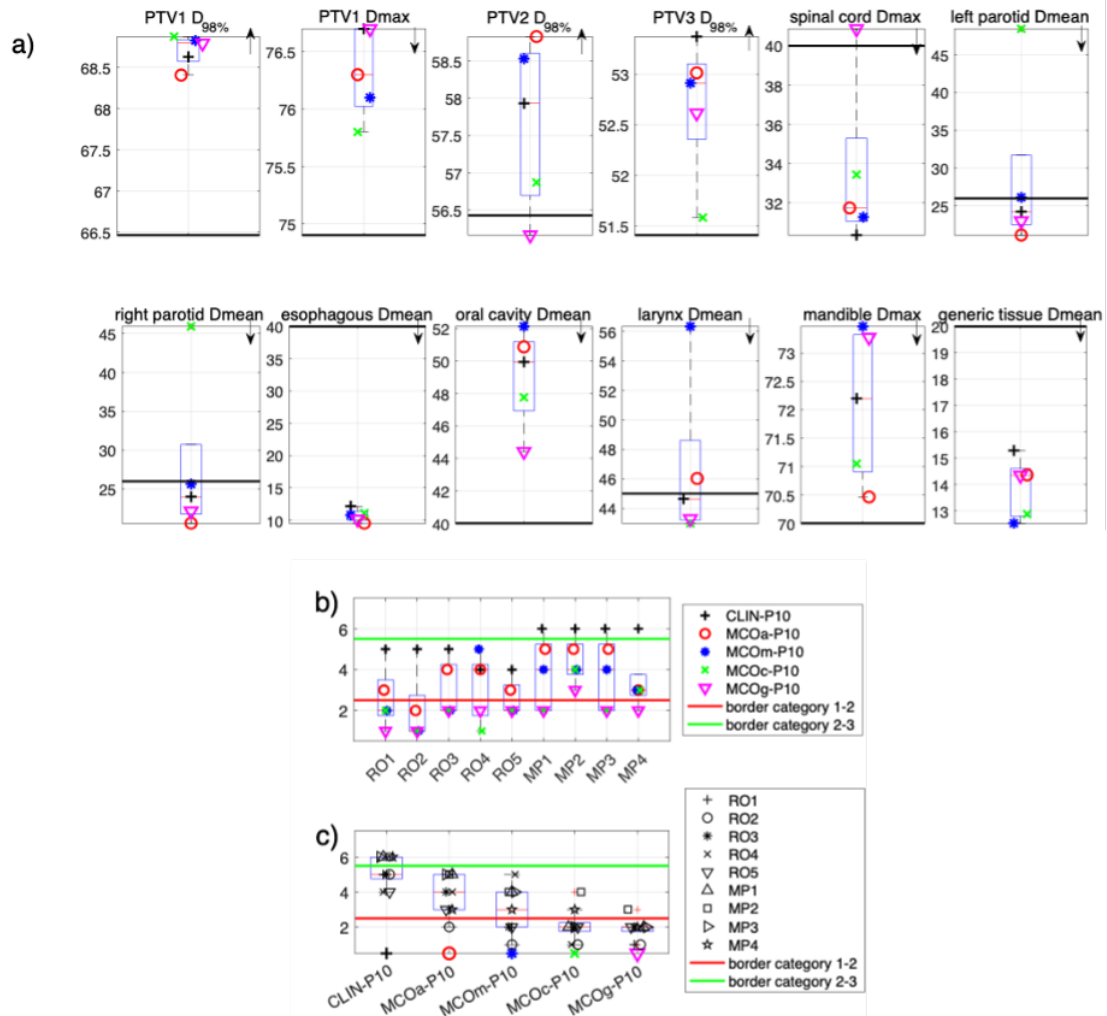 a)
PTV1 D98%
PTV1 Dmax
PTV2 D98%
PTV3 D98%
spinal cord Dmax
left parotid Dmean
68.5
68
67.5
67
66.5
76.5
76
75.5
75
58.5
58
57.5
57
56.5
53
52.5
52
51.5
40
38
36
34
32
45
40
35
30
25
right parotid Dmean
esophagous Dmean
oral cavity Dmean
larynx Dmean
mandible Dmax
generic tissue Dmean
45
40
35
30
25
40
35
30
25
20
15
10
52
50
48
46
44
42
40
56
54
52
50
48
46
44
73
72
71
70.5
70
20
19
18
17
16
15
14
13
b)
6
4
2
RO1
RO2
RO3
RO4
RO5
MP1
MP2
MP3
MP4
CLIN-P10
MCOa-P10
MCOm-P10
MCOc-P10
MCOg-P10
border category 1-2
border category 2-3
c)
6
4
2
CLIN-P10
MCOa-P10
MCOm-P10
MCOc-P10
MCOg-P10
RO1
RO2
RO3
RO4
RO5
MP1
MP2
MP3
MP4
border category 1-2
border category 2-3